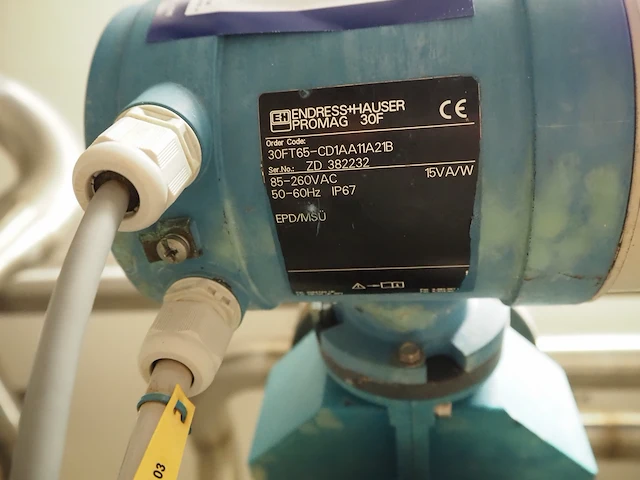 EH ENDRESS+HAUSER
PROMAG 30F
CE
Order Code:
30FT65-CD1AA11A21B
Ser.No.: ZD 382232
85-260VAC 15VA/W
50-60Hz IP67
EPD/MSÜ
03